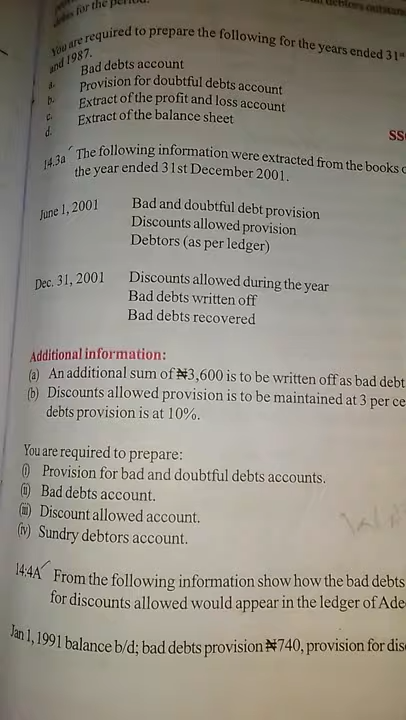 debtors outstan
for the period.
You are required to prepare the following for the years ended 31
and 1987.
a. Bad debts account
b. Provision for doubtful debts account
c. Extract of the profit and loss account
d. Extract of the balance sheet
SS
14.3a The following information were extracted from the books
the year ended 31st December 2001.
June 1, 2001 Bad and doubtful debt provision
Discounts allowed provision
Debtors (as per ledger)
Dec. 31, 2001 Discounts allowed during the year
Bad debts written off
Bad debts recovered
Additional information:
(a) An additional sum of ₦3,600 is to be written off as bad debt
(b) Discounts allowed provision is to be maintained at 3 per ce
debts provision is at 10%.
You are required to prepare:
(i) Provision for bad and doubtful debts accounts.
(ii) Bad debts account.
(iii) Discount allowed account.
(iv) Sundry debtors account.
14:4A From the following information show how the bad debts
for discounts allowed would appear in the ledger of Ade
Jan 1, 1991 balance b/d; bad debts provision ₦740, provision for dis